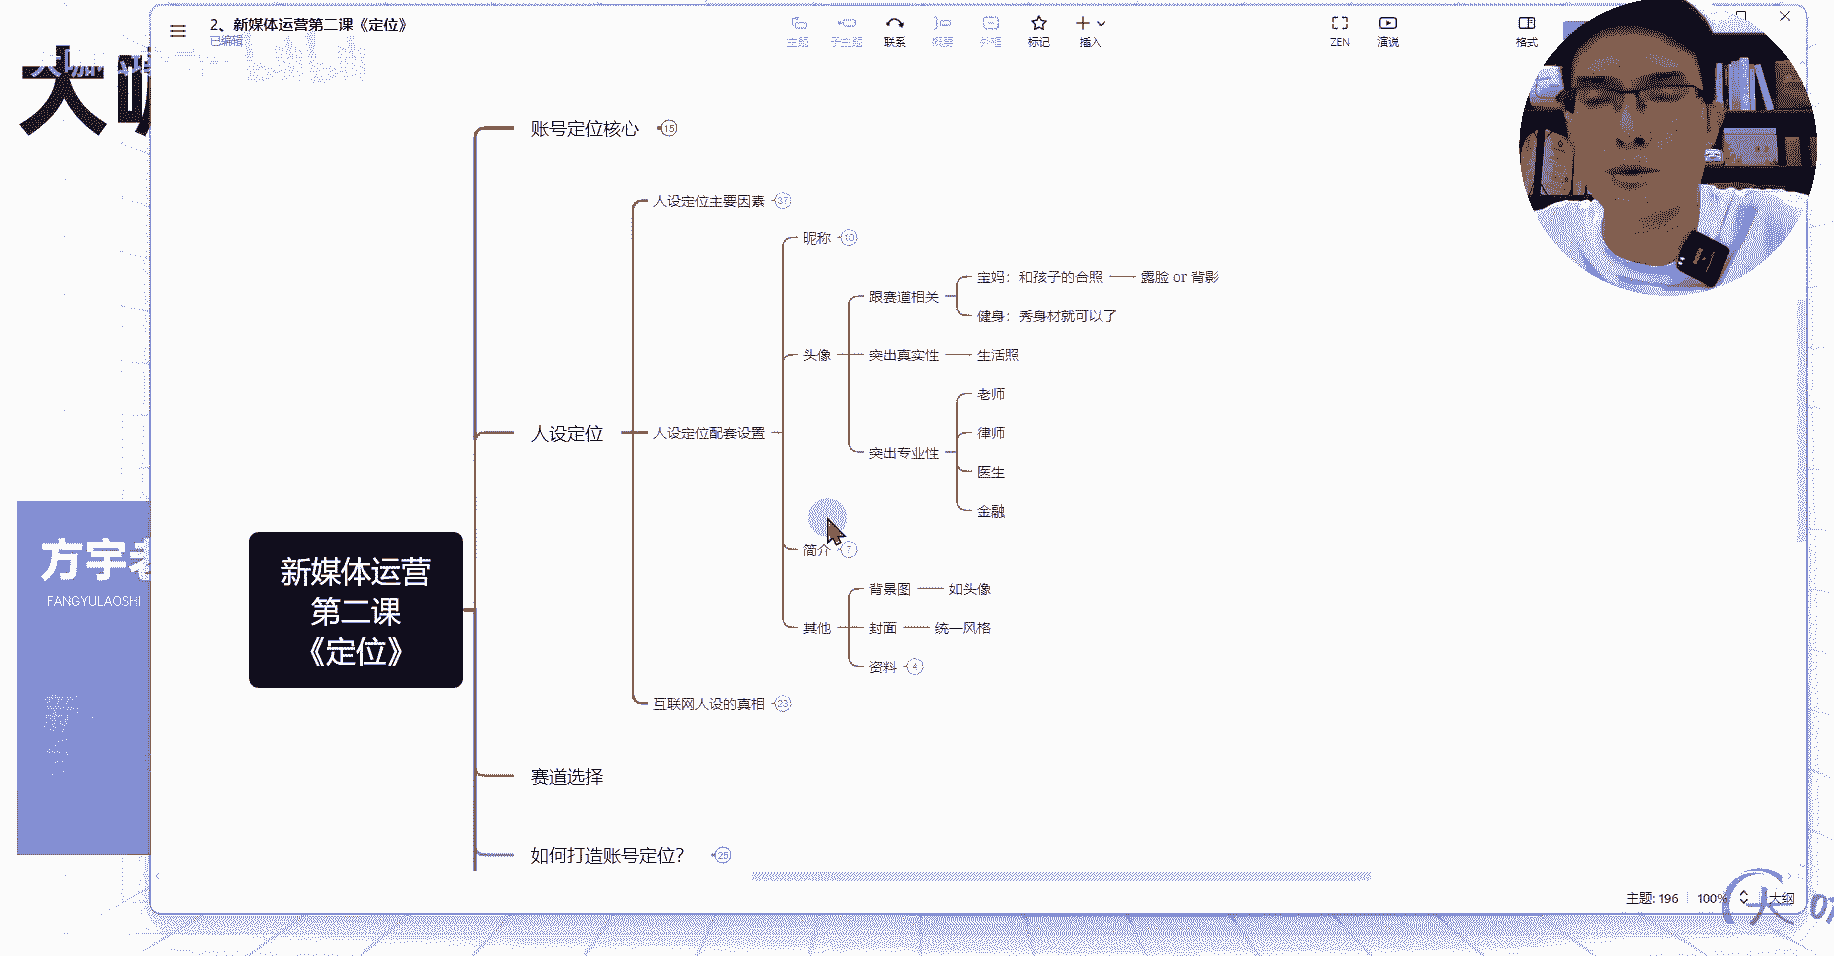 2、新媒体运营第二课《定位》
已编辑
主题
子主题
联系
概要
外框
标记
插入
ZEN
演说
格式
大咖
账号定位核心
15
人设定位主要因素
37
昵称
10
宝妈：和孩子的合照
露脸 or 背影
跟赛道相关
健身：秀身材就可以了
头像
突出真实性
生活照
老师
人设定位
人设定位配套设置
律师
突出专业性
医生
金融
方宇老
简介
7
新媒体运营
第二课
《定位》
FANGYULAOSHI
背景图
如头像
其他
封面
统一风格
资料
4
互联网人设的真相
23
赛道选择
如何打造账号定位？
25
主题: 196
100%
大纲
大